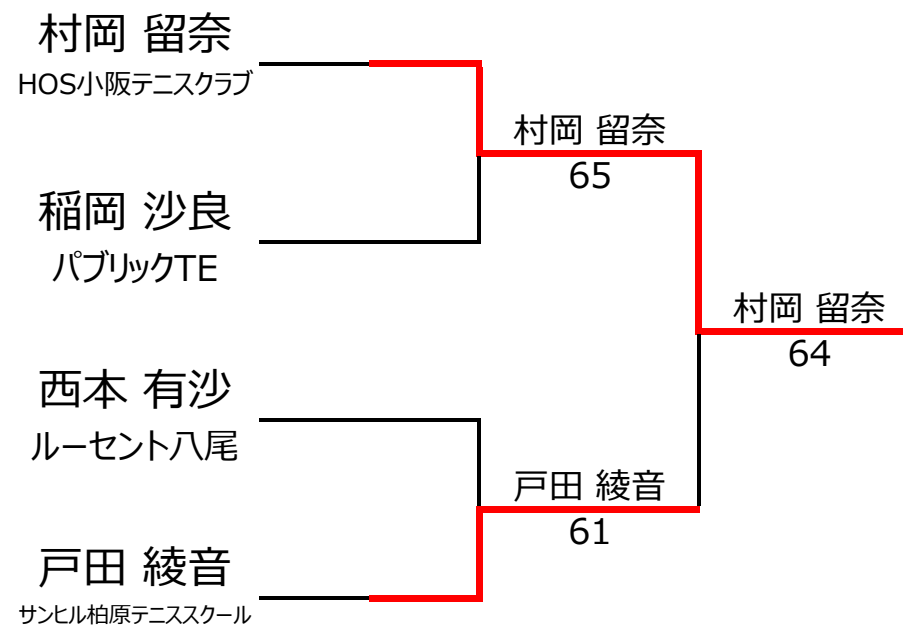 村岡 留奈
HOS小阪テニスクラブ
村岡 留奈
65
稲岡 沙良
パブリックTE
村岡 留奈
64
西本 有沙
ルーセント八尾
戸田 綾音
61
戸田 綾音
サンヒル柏原テニススクール